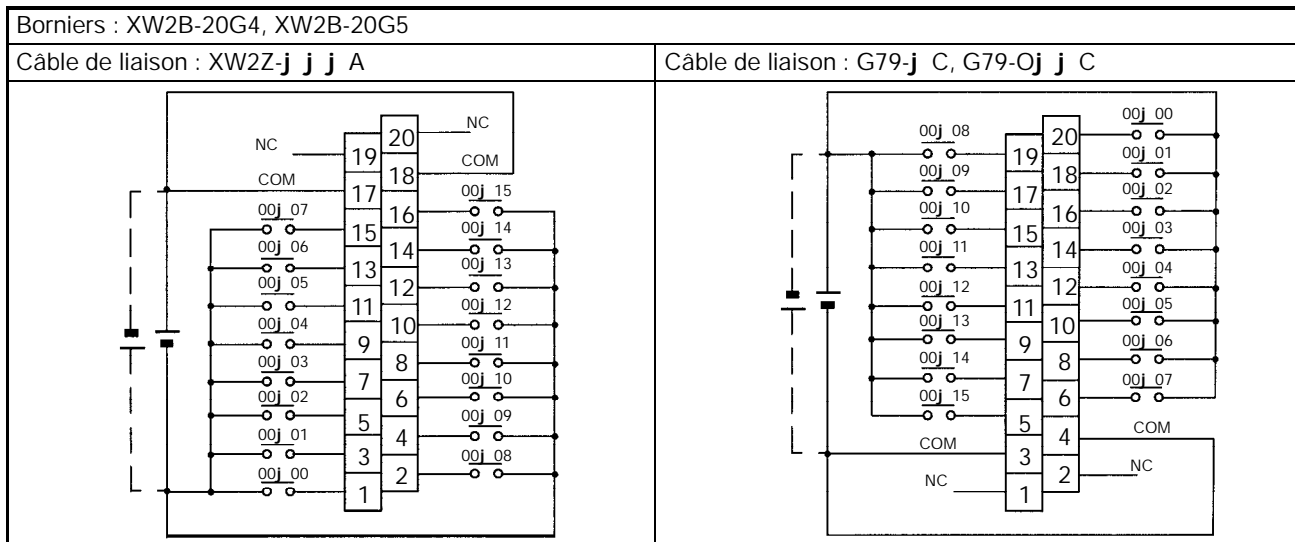 Borniers : XW2B-20G4, XW2B-20G5
Câble de liaison : XW2Z-j j j A
Câble de liaison : G79-j C, G79-Oj j C
NC
20
NC
19
COM
18
COM
17
00j 15
16
00j 07
15
00j 14
14
00j 06
13
00j 13
12
00j 05
11
00j 12
10
00j 04
9
00j 11
8
00j 03
7
00j 10
6
00j 02
5
00j 09
4
00j 01
3
00j 08
2
00j 00
1
00j 00
20
00j 08
19
00j 01
18
00j 09
17
00j 02
16
00j 10
15
00j 03
14
00j 11
13
00j 04
12
00j 12
11
00j 05
10
00j 13
9
00j 06
8
00j 14
7
00j 07
6
00j 15
5
COM
4
COM
3
NC
2
NC
1